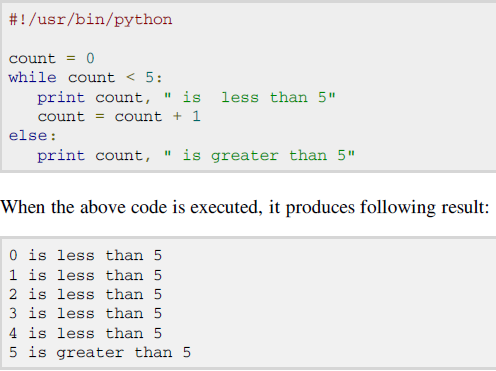 #!/usr/bin/python
count = 0
while count < 5:
   print count, " is  less than 5"
   count = count + 1
else:
   print count, " is greater than 5"
When the above code is executed, it produces following result:
0 is less than 5
1 is less than 5
2 is less than 5
3 is less than 5
4 is less than 5
5 is greater than 5